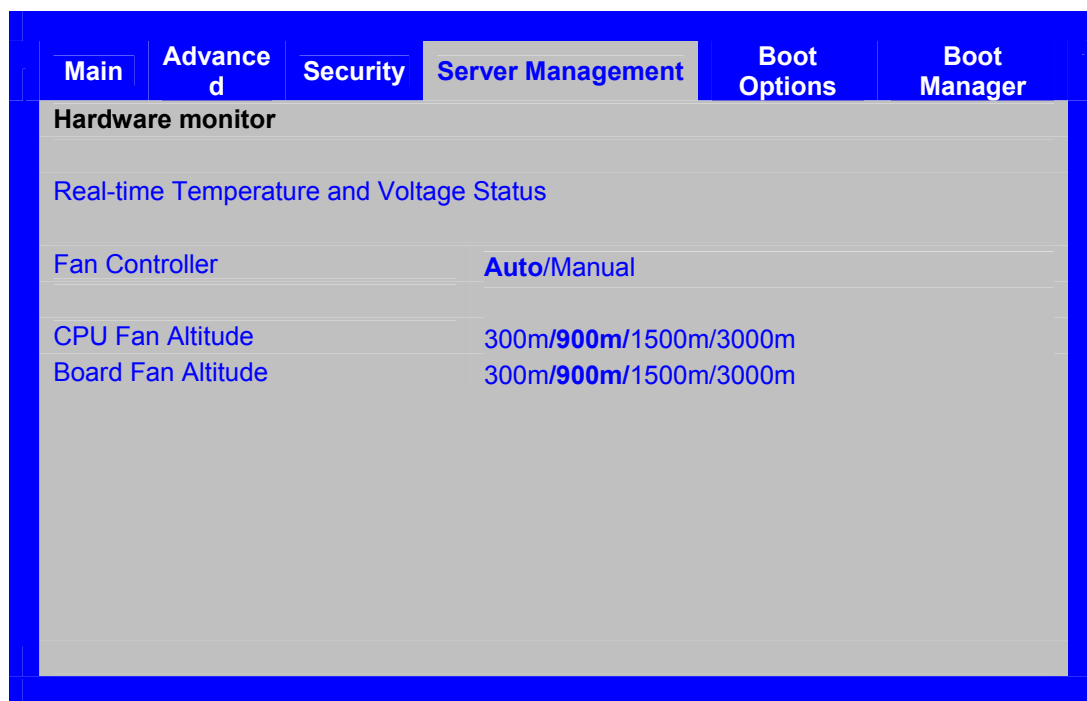 Main Advance
d Security Server Management Boot
Options Boot
Manager
Hardware monitor
Real-time Temperature and Voltage Status
Fan Controller Auto/Manual
CPU Fan Altitude 300m/900m/1500m/3000m
Board Fan Altitude 300m/900m/1500m/3000m